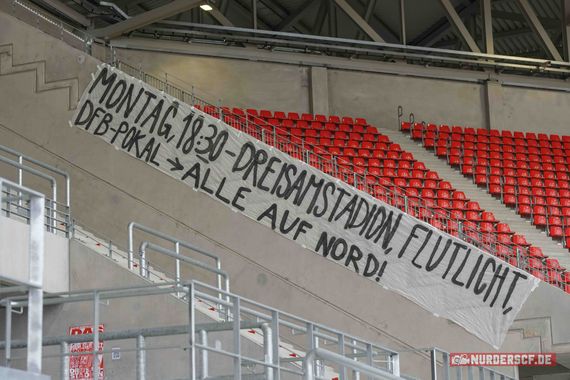 MONTAG, 18:30 - DREISAMSTADION, FLUTLICHT,
DFB-POKAL → ALLE AUF NORD!
NURDERSCF.DE